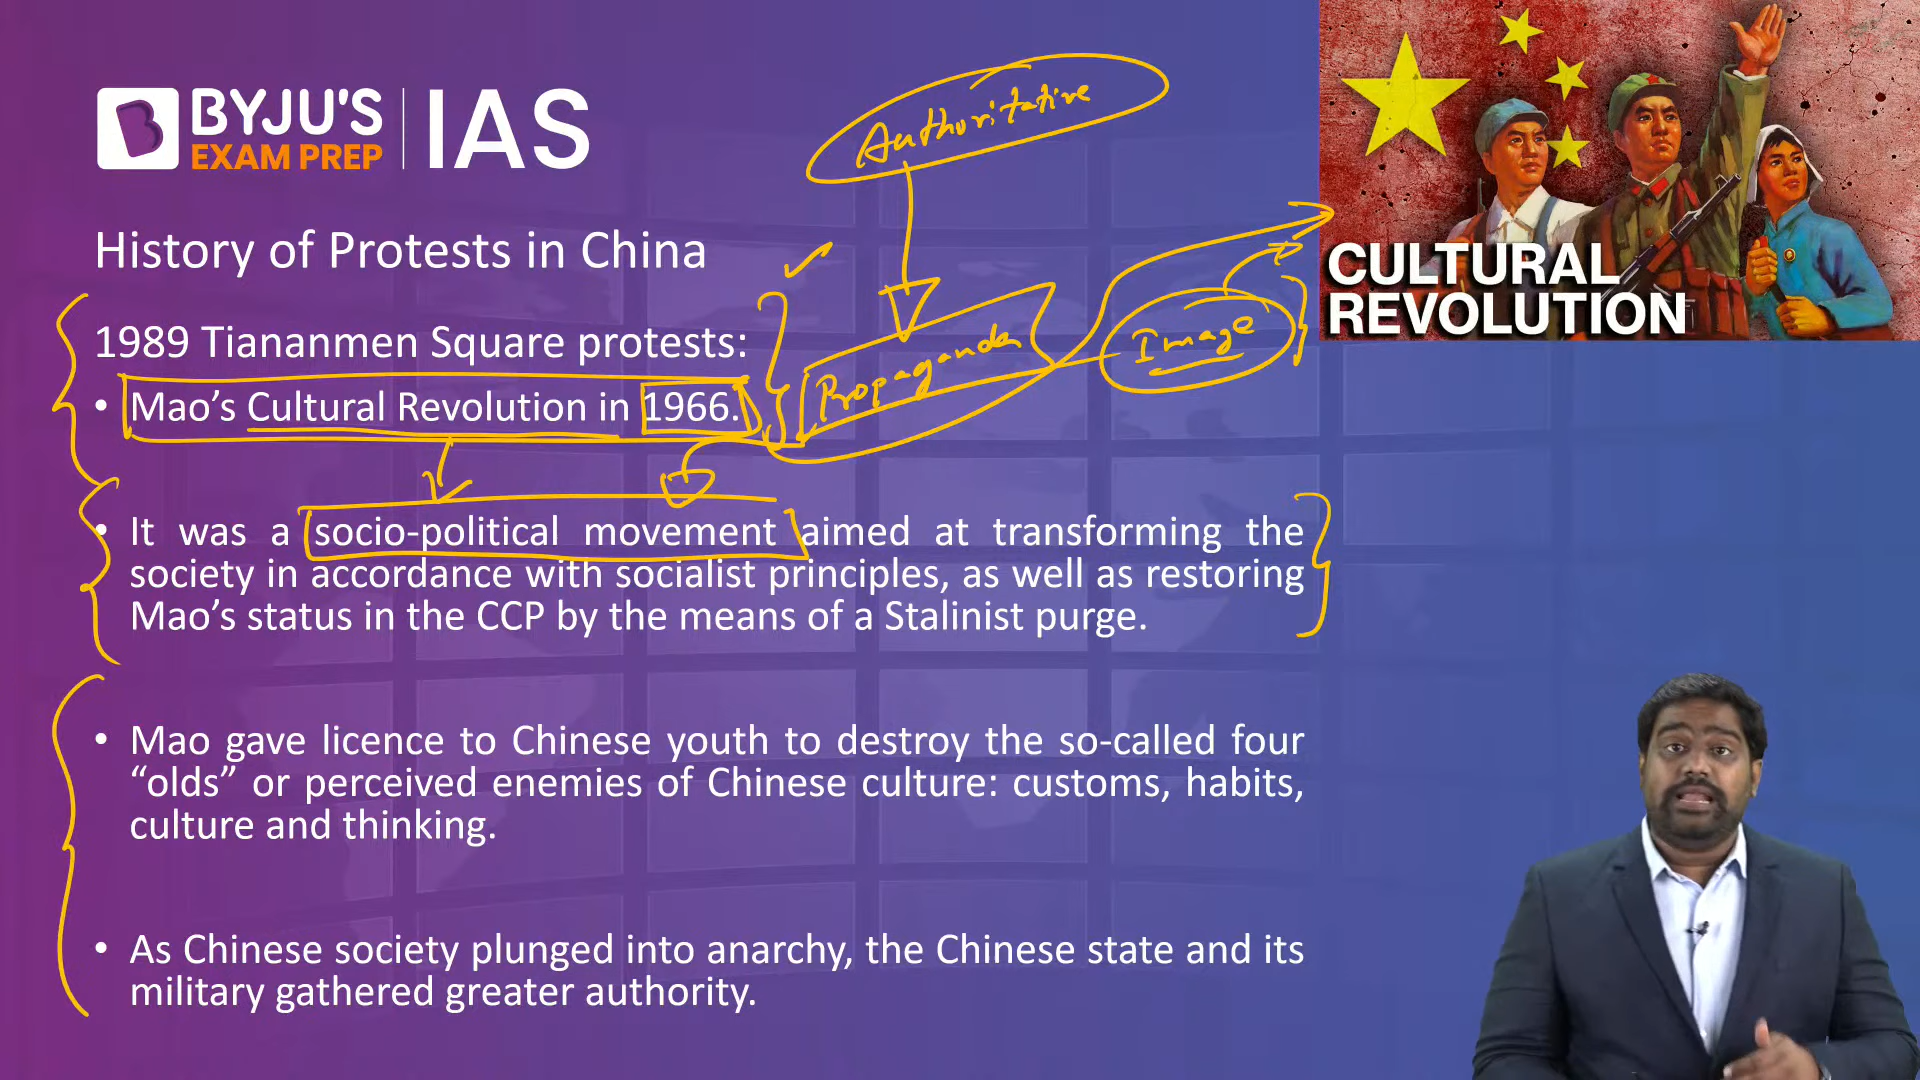 BYJU'S
EXAM PREP
IAS
Authoritative
CULTURAL
REVOLUTION
History of Protests in China
1989 Tiananmen Square protests:
Propaganda
Image
• Mao's Cultural Revolution in 1966.
• It was a socio-political movement aimed at transforming the
society in accordance with socialist principles, as well as restoring
Mao's status in the CCP by the means of a Stalinist purge.
• Mao gave licence to Chinese youth to destroy the so-called four
“olds” or perceived enemies of Chinese culture: customs, habits,
culture and thinking.
• As Chinese society plunged into anarchy, the Chinese state and its
military gathered greater authority.